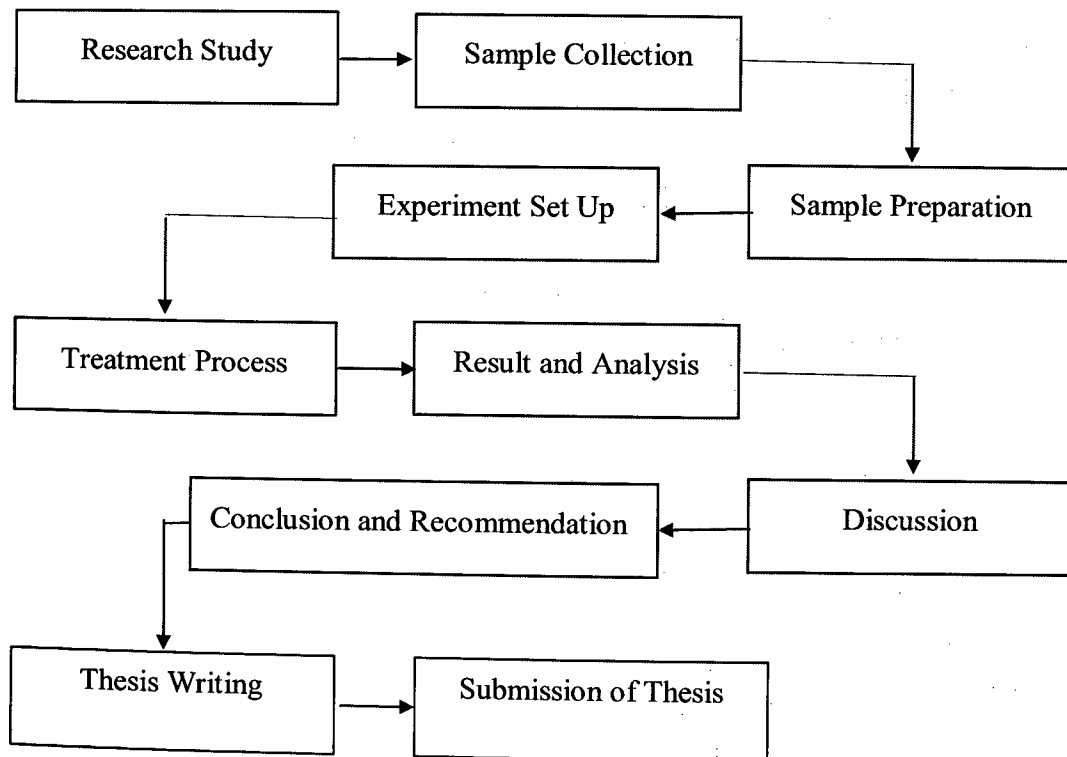 Research Study
Sample Collection
Sample Preparation
Experiment Set Up
Treatment Process
Result and Analysis
Discussion
Conclusion and Recommendation
Thesis Writing
Submission of Thesis